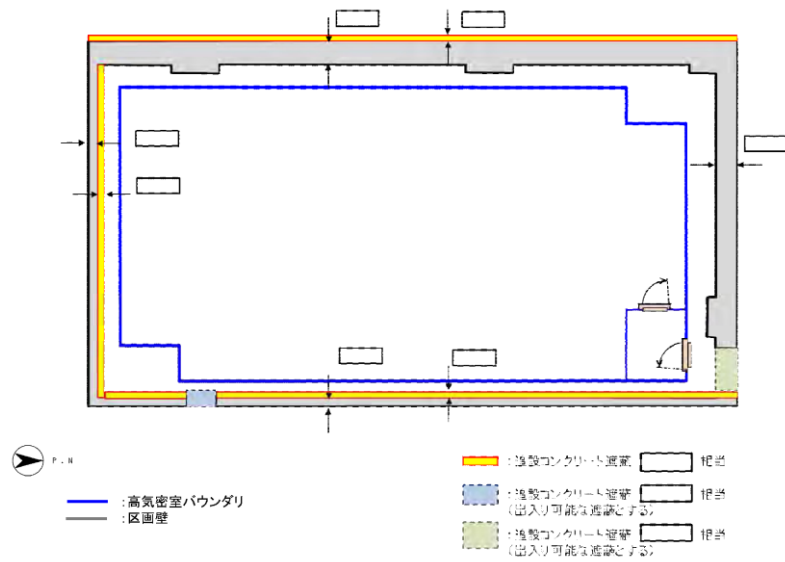 P.N
:高気密室バウンダリ
:区画壁
:追設コンクリート遮蔽 相当
:追設コンクリート遮蔽 相当
(出入り可能な遮蔽とする)
:追設コンクリート遮蔽 相当
(出入り可能な遮蔽とする)